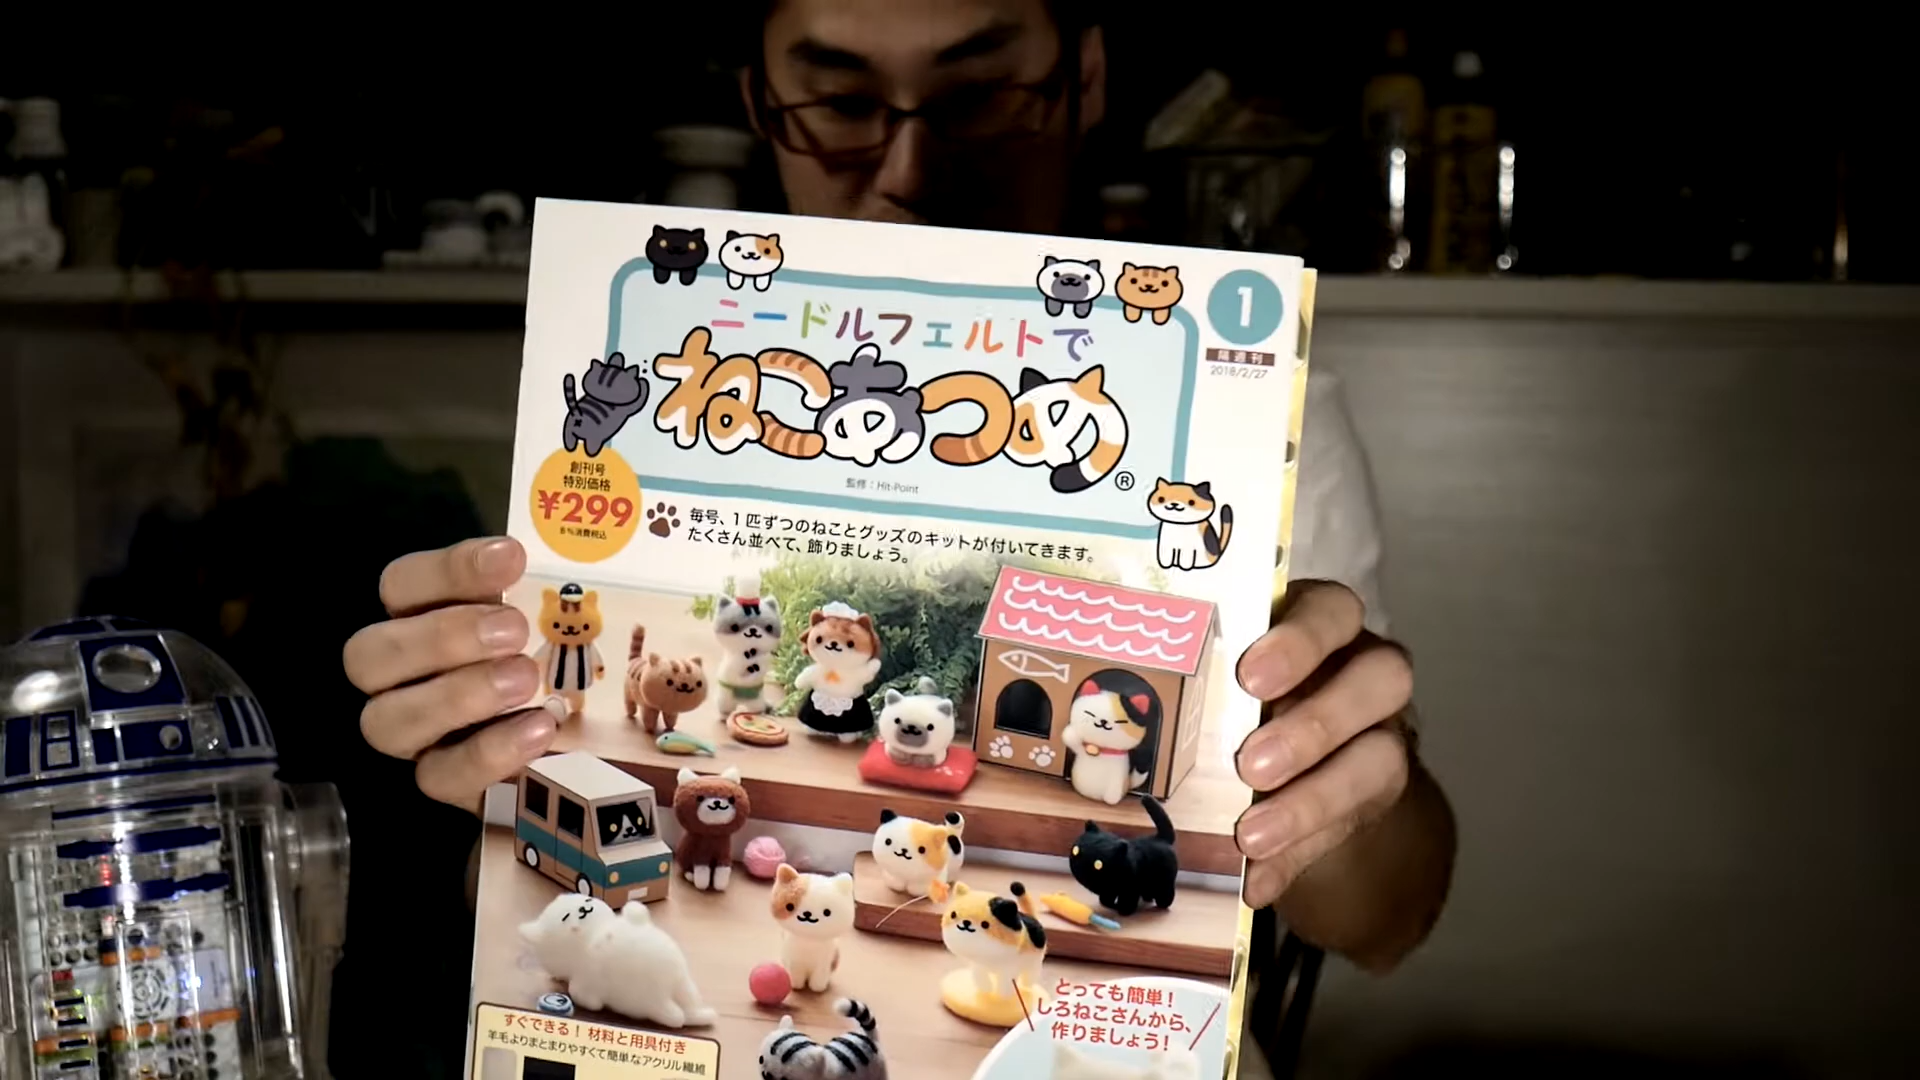 ニードルフェルトで
ねこあつめ
®
監修：Hit-Point
1
隔週刊
2018/2/27
創刊号
特別価格
¥299
8%消費税込
毎号、1匹ずつのねことグッズのキットが付いてきます。
たくさん並べて、飾りましょう。
とっても簡単！
しろねこさんから、
作りましょう！
すぐできる！ 材料と用具付き
羊毛よりまとまりやすくて簡単なアクリル繊維